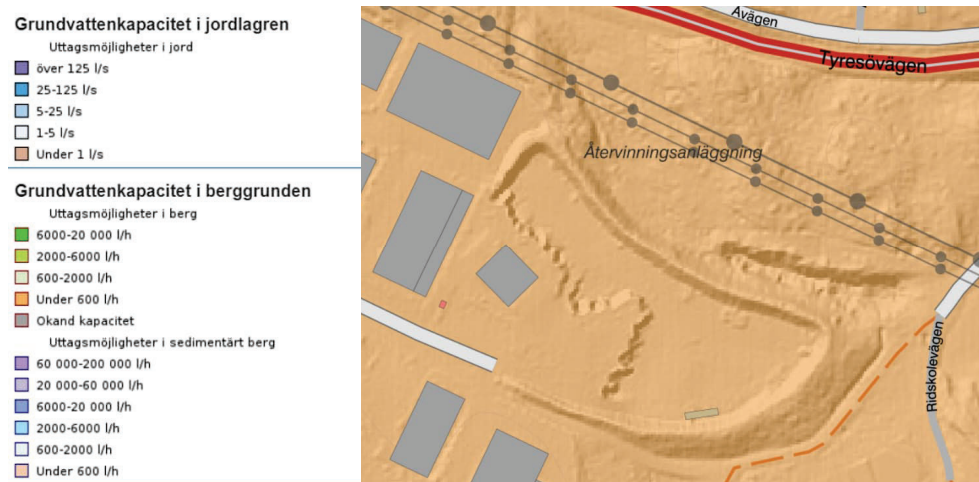 Grundvattenkapacitet i jordlagren
Uttagsmöjligheter i jord
över 125 l/s
25-125 l/s
5-25 l/s
1-5 l/s
Under 1 l/s
Grundvattenkapacitet i berggrunden
Uttagsmöjligheter i berg
6000-20 000 l/h
2000-6000 l/h
600-2000 l/h
Under 600 l/h
Okand kapacitet
Uttagsmöjligheter i sedimentärt berg
60 000-200 000 l/h
20 000-60 000 l/h
6000-20 000 l/h
2000-6000 l/h
600-2000 l/h
Under 600 l/h
Åvägen
Tyresövägen
Återvinningsanläggning
Ridskolevägen